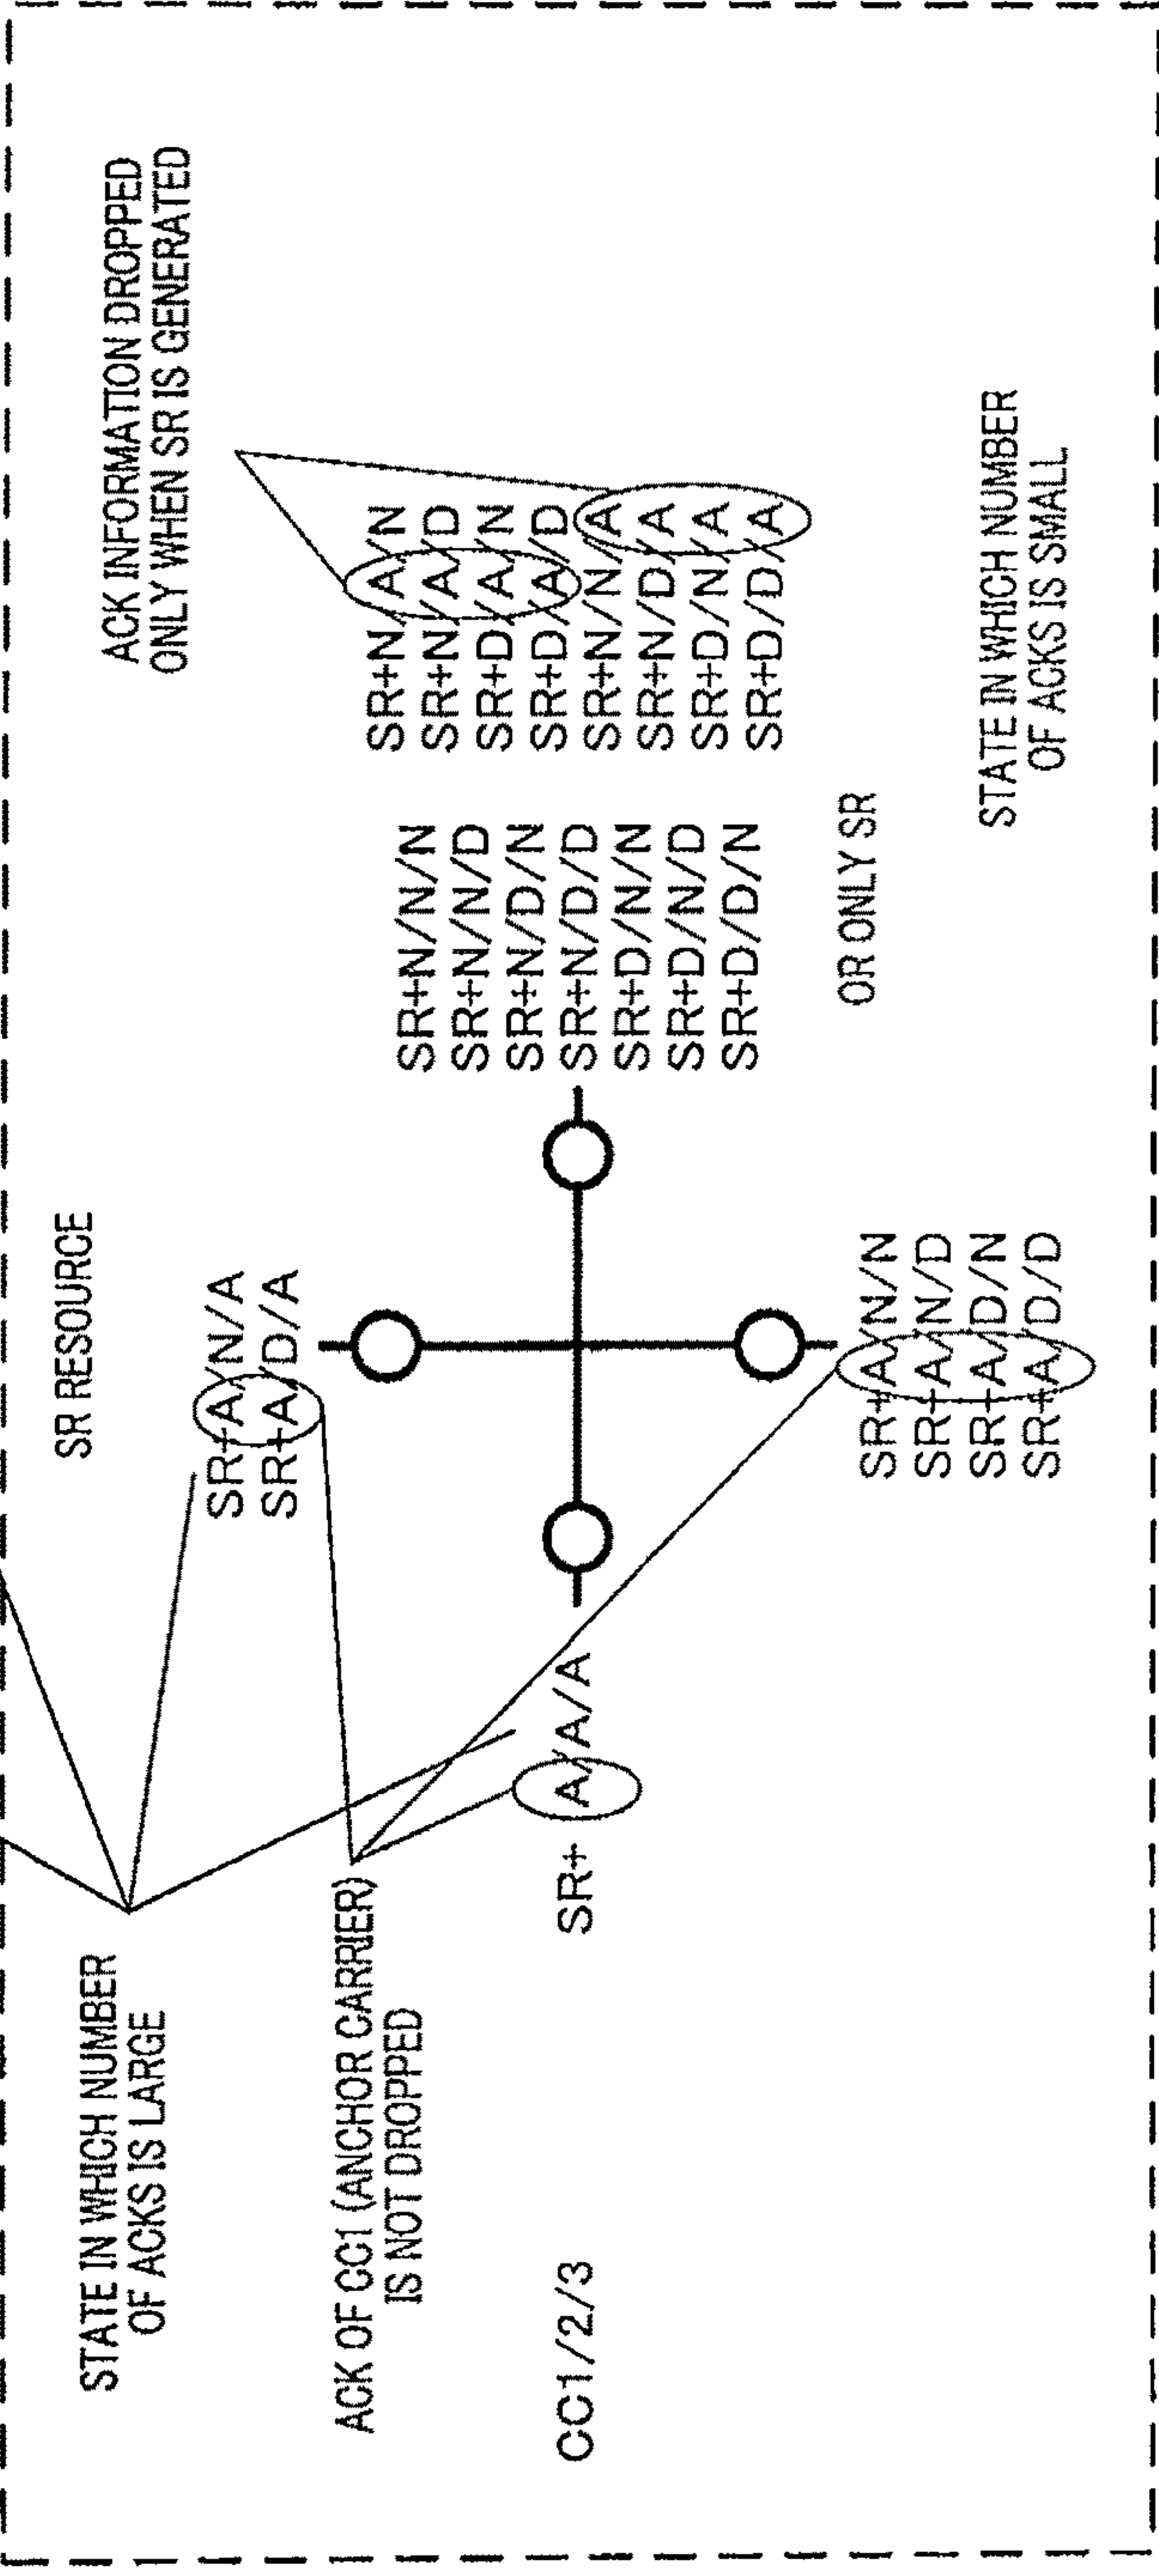 SR RESOURCE
STATE IN WHICH NUMBER
OF ACKS IS LARGE
ACK INFORMATION DROPPED
ONLY WHEN SR IS GENERATED
SR+A/N/A
SR+A/D/A
ACK OF CC1 (ANCHOR CARRIER)
IS NOT DROPPED
CC1/2/3
SR+ A/A/A
SR+N/N/N
SR+N/N/D
SR+N/D/N
SR+N/D/D
SR+D/N/N
SR+D/N/D
SR+D/D/N
OR ONLY SR
SR+N/A/N
SR+N/A/D
SR+D/A/N
SR+D/A/D
SR+N/N/A
SR+N/D/A
SR+D/N/A
SR+D/D/A
SR+A/N/N
SR+A/N/D
SR+A/D/N
SR+A/D/D
STATE IN WHICH NUMBER
OF ACKS IS SMALL